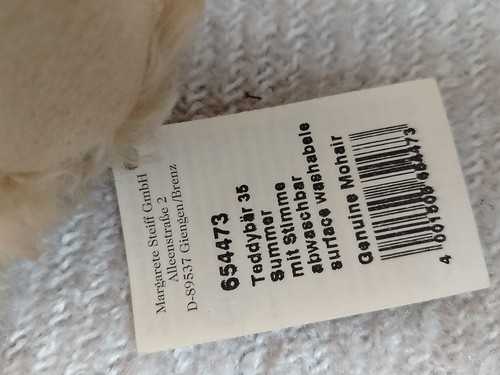 Margarete Steiff GmbH
Alleenstraße 2
D-89537 Giengen/Brenz
654473
Teddybär 35
Summer
mit Stimme
abwaschbar
surface washabele
Genuine Mohair
4 001505 654473